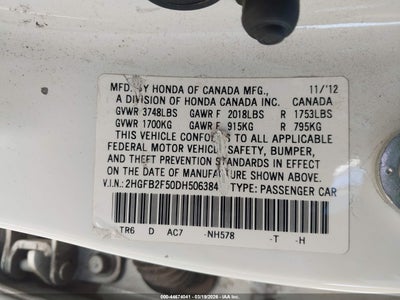 MFD. BY HONDA OF CANADA MFG., 11/'12
A DIVISION OF HONDA CANADA INC. CANADA
GVWR 3748LBS GAWR F 2018LBS R 1753LBS
GVWR 1700KG GAWR F 915KG R 795KG
THIS VEHICLE CONFORMS TO ALL APPLICABLE
FEDERAL MOTOR VEHICLE SAFETY, BUMPER,
AND THEFT PREVENTION STANDARDS IN EFFECT
ON THE DATE OF MANUFACTURE SHOWN ABOVE.
V.I.N.: 2HGFB2F50DH506384 TYPE: PASSENGER CAR
TR6 D AC7 -NH578 -T -H
000-44674041 - 03/19/2026 -